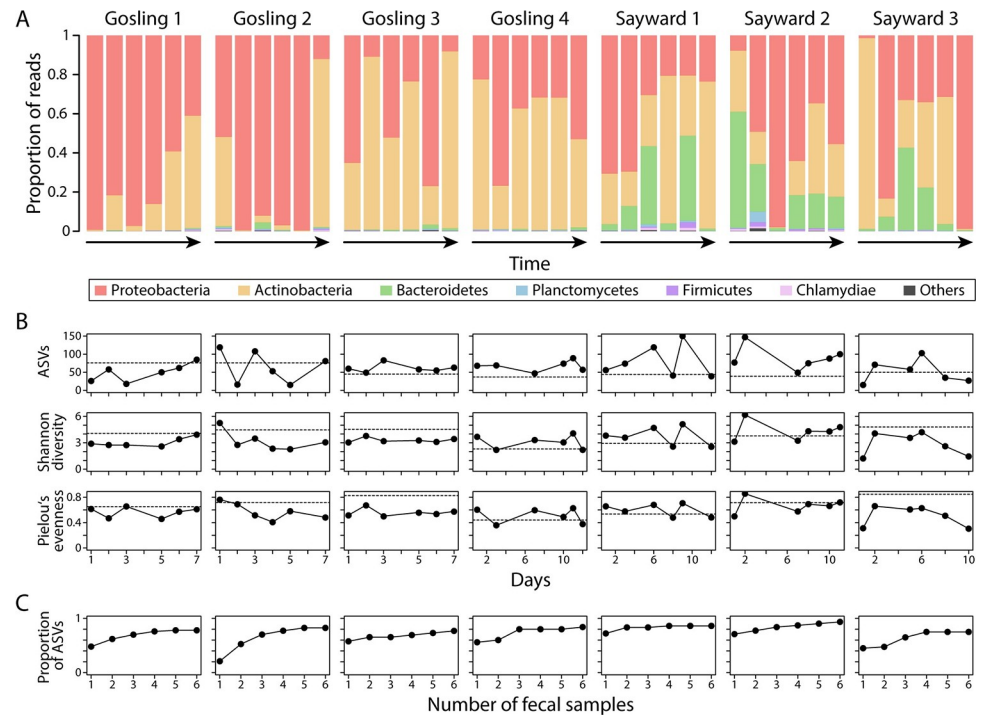 A
Gosling 1 Gosling 2 Gosling 3 Gosling 4 Sayward 1 Sayward 2 Sayward 3
Proportion of reads
1
0.8
0.6
0.4
0.2
0
Time
Proteobacteria Actinobacteria Bacteroidetes Planctomycetes Firmicutes Chlamydiae Others
B
ASVs
150
100
50
0
Shannon
diversity
6
3
0
Pielou's
evenness
0.8
0.4
0
1 3 5 7 1 3 5 7 1 3 5 7 2 6 10 2 6 10 2 6 10 2 6 10
Days
C
Proportion
of ASVs
1
0
1 2 3 4 5 6 1 2 3 4 5 6 1 2 3 4 5 6 1 2 3 4 5 6 1 2 3 4 5 6 1 2 3 4 5 6 1 2 3 4 5 6
Number of fecal samples